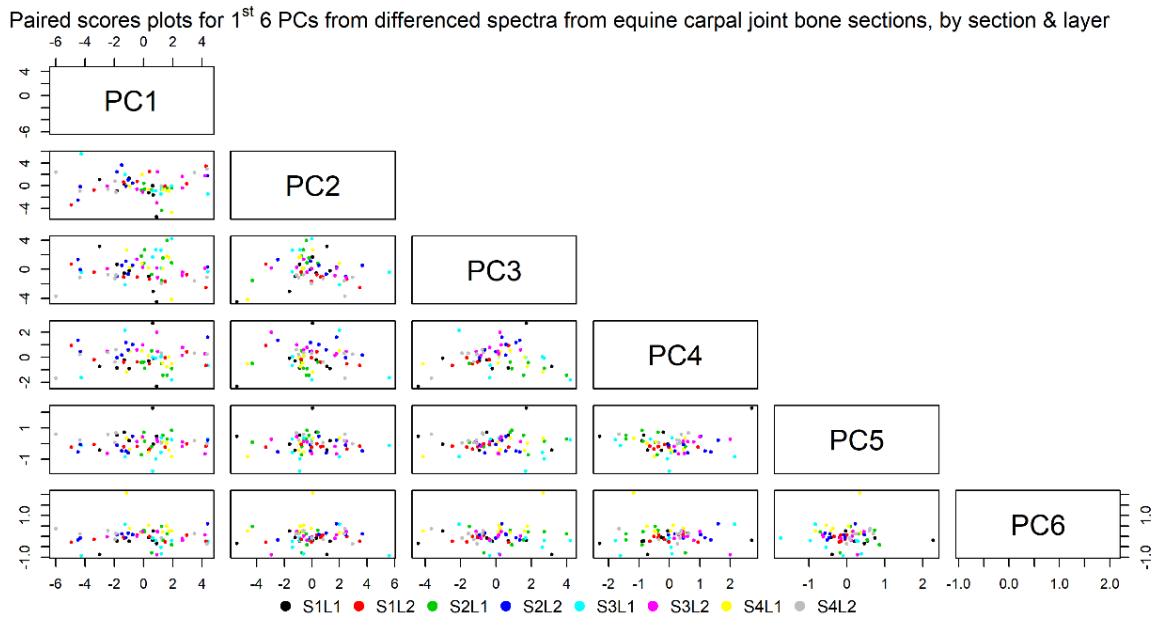 Paired scores plots for 1st 6 PCs from differenced spectra from equine carpal joint bone sections, by section & layer
-6 -4 -2 0 2 4
4
0
-6
PC1
4
0
-4
PC2
4
0
-4
PC3
2
0
-2
PC4
1
-1
PC5
1.0
-1.0
PC6
1.0
-1.0
-6 -4 -2 0 2 4
-4 -2 0 2 4 6
-4 -2 0 2 4
-2 -1 0 1 2
-1 0 1 2
-1.0 0.0 1.0 2.0
S1L1 S1L2 S2L1 S2L2 S3L1 S3L2 S4L1 S4L2